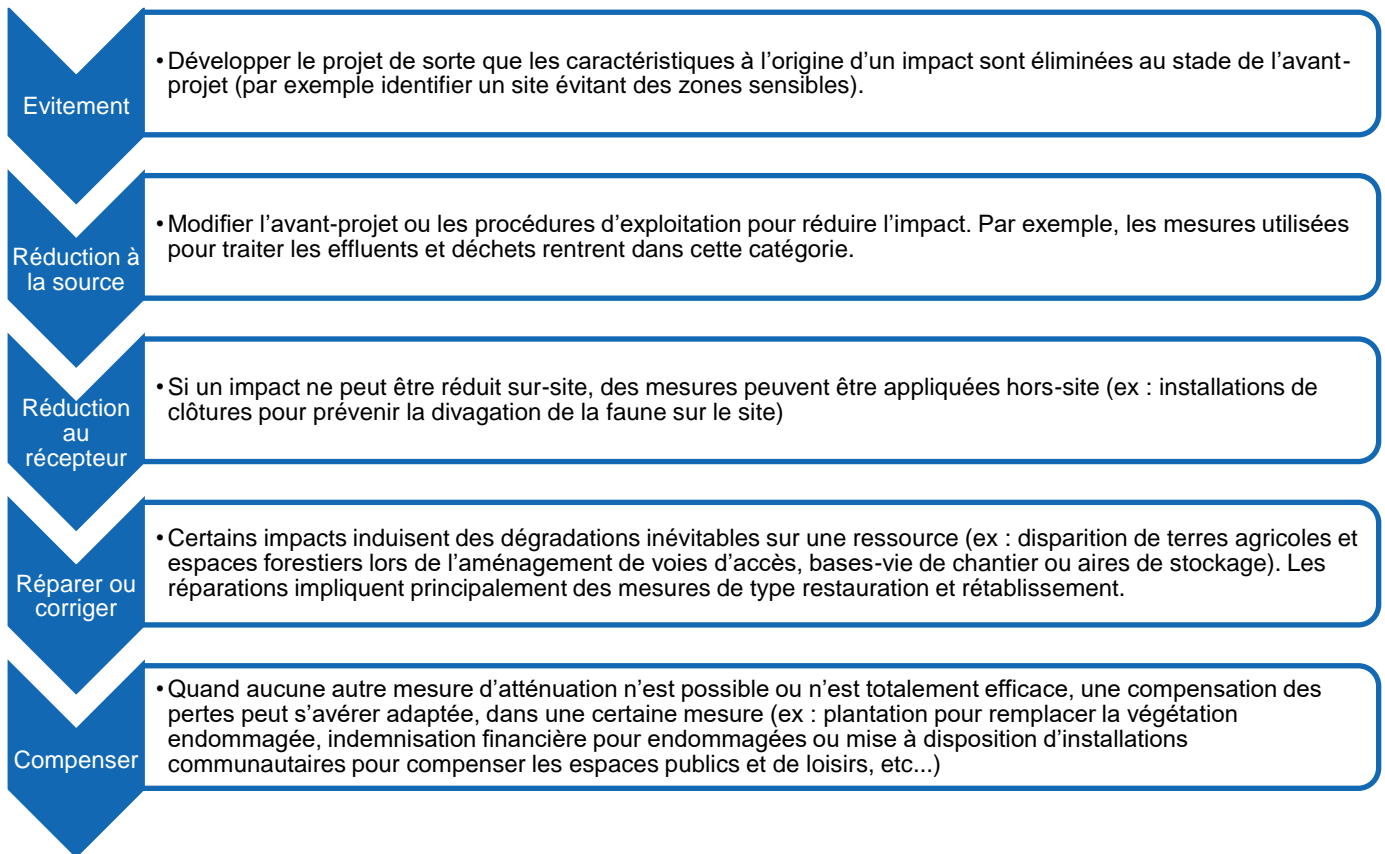 Evitement
•Développer le projet de sorte que les caractéristiques à l’origine d’un impact sont éliminées au stade de l’avant-
projet (par exemple identifier un site évitant des zones sensibles).
Réduction à
la source
•Modifier l’avant-projet ou les procédures d’exploitation pour réduire l’impact. Par exemple, les mesures utilisées
pour traiter les effluents et déchets rentrent dans cette catégorie.
Réduction
au
récepteur
•Si un impact ne peut être réduit sur-site, des mesures peuvent être appliquées hors-site (ex : installations de
clôtures pour prévenir la divagation de la faune sur le site)
Réparer ou
corriger
•Certains impacts induisent des dégradations inévitables sur une ressource (ex : disparition de terres agricoles et
espaces forestiers lors de l’aménagement de voies d’accès, bases-vie de chantier ou aires de stockage). Les
réparations impliquent principalement des mesures de type restauration et rétablissement.
Compenser
•Quand aucune autre mesure d’atténuation n’est possible ou n’est totalement efficace, une compensation des
pertes peut s’avérer adaptée, dans une certaine mesure (ex : plantation pour remplacer la végétation
endommagée, indemnisation financière pour endommagées ou mise à disposition d’installations
communautaires pour compenser les espaces publics et de loisirs, etc...)